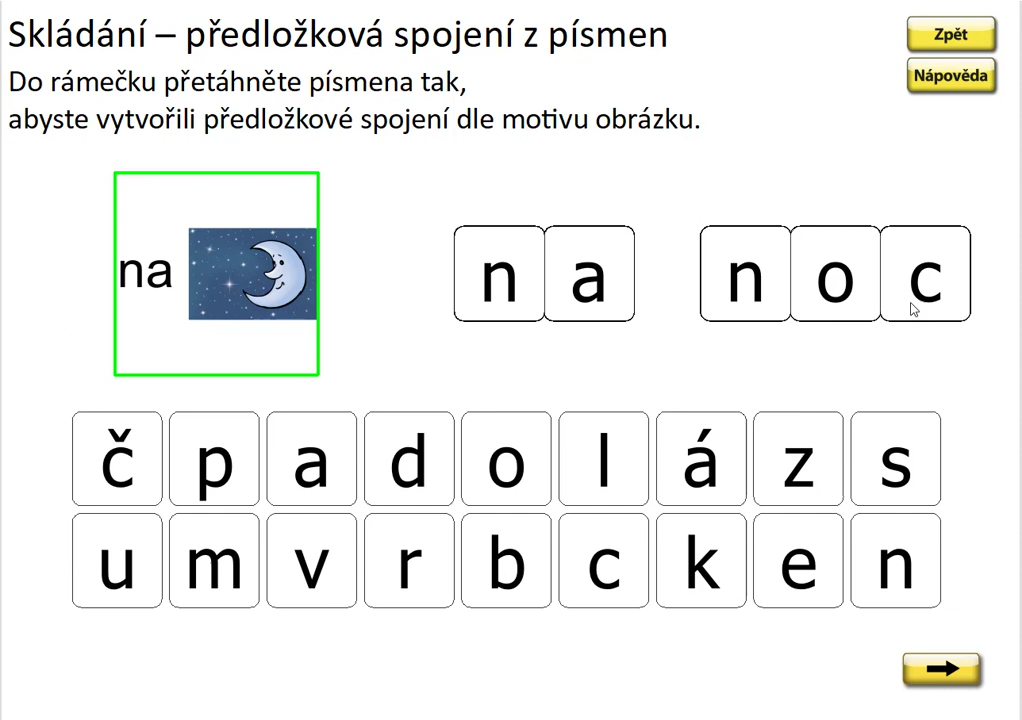 Skládání – předložková spojení z písmen
Zpět
Do rámečku přetáhněte písmena tak,
Nápověda
abyste vytvořili předložkové spojení dle motivu obrázku.
na
n a n o c
č p a d o l á z s
u m v r b c k e n